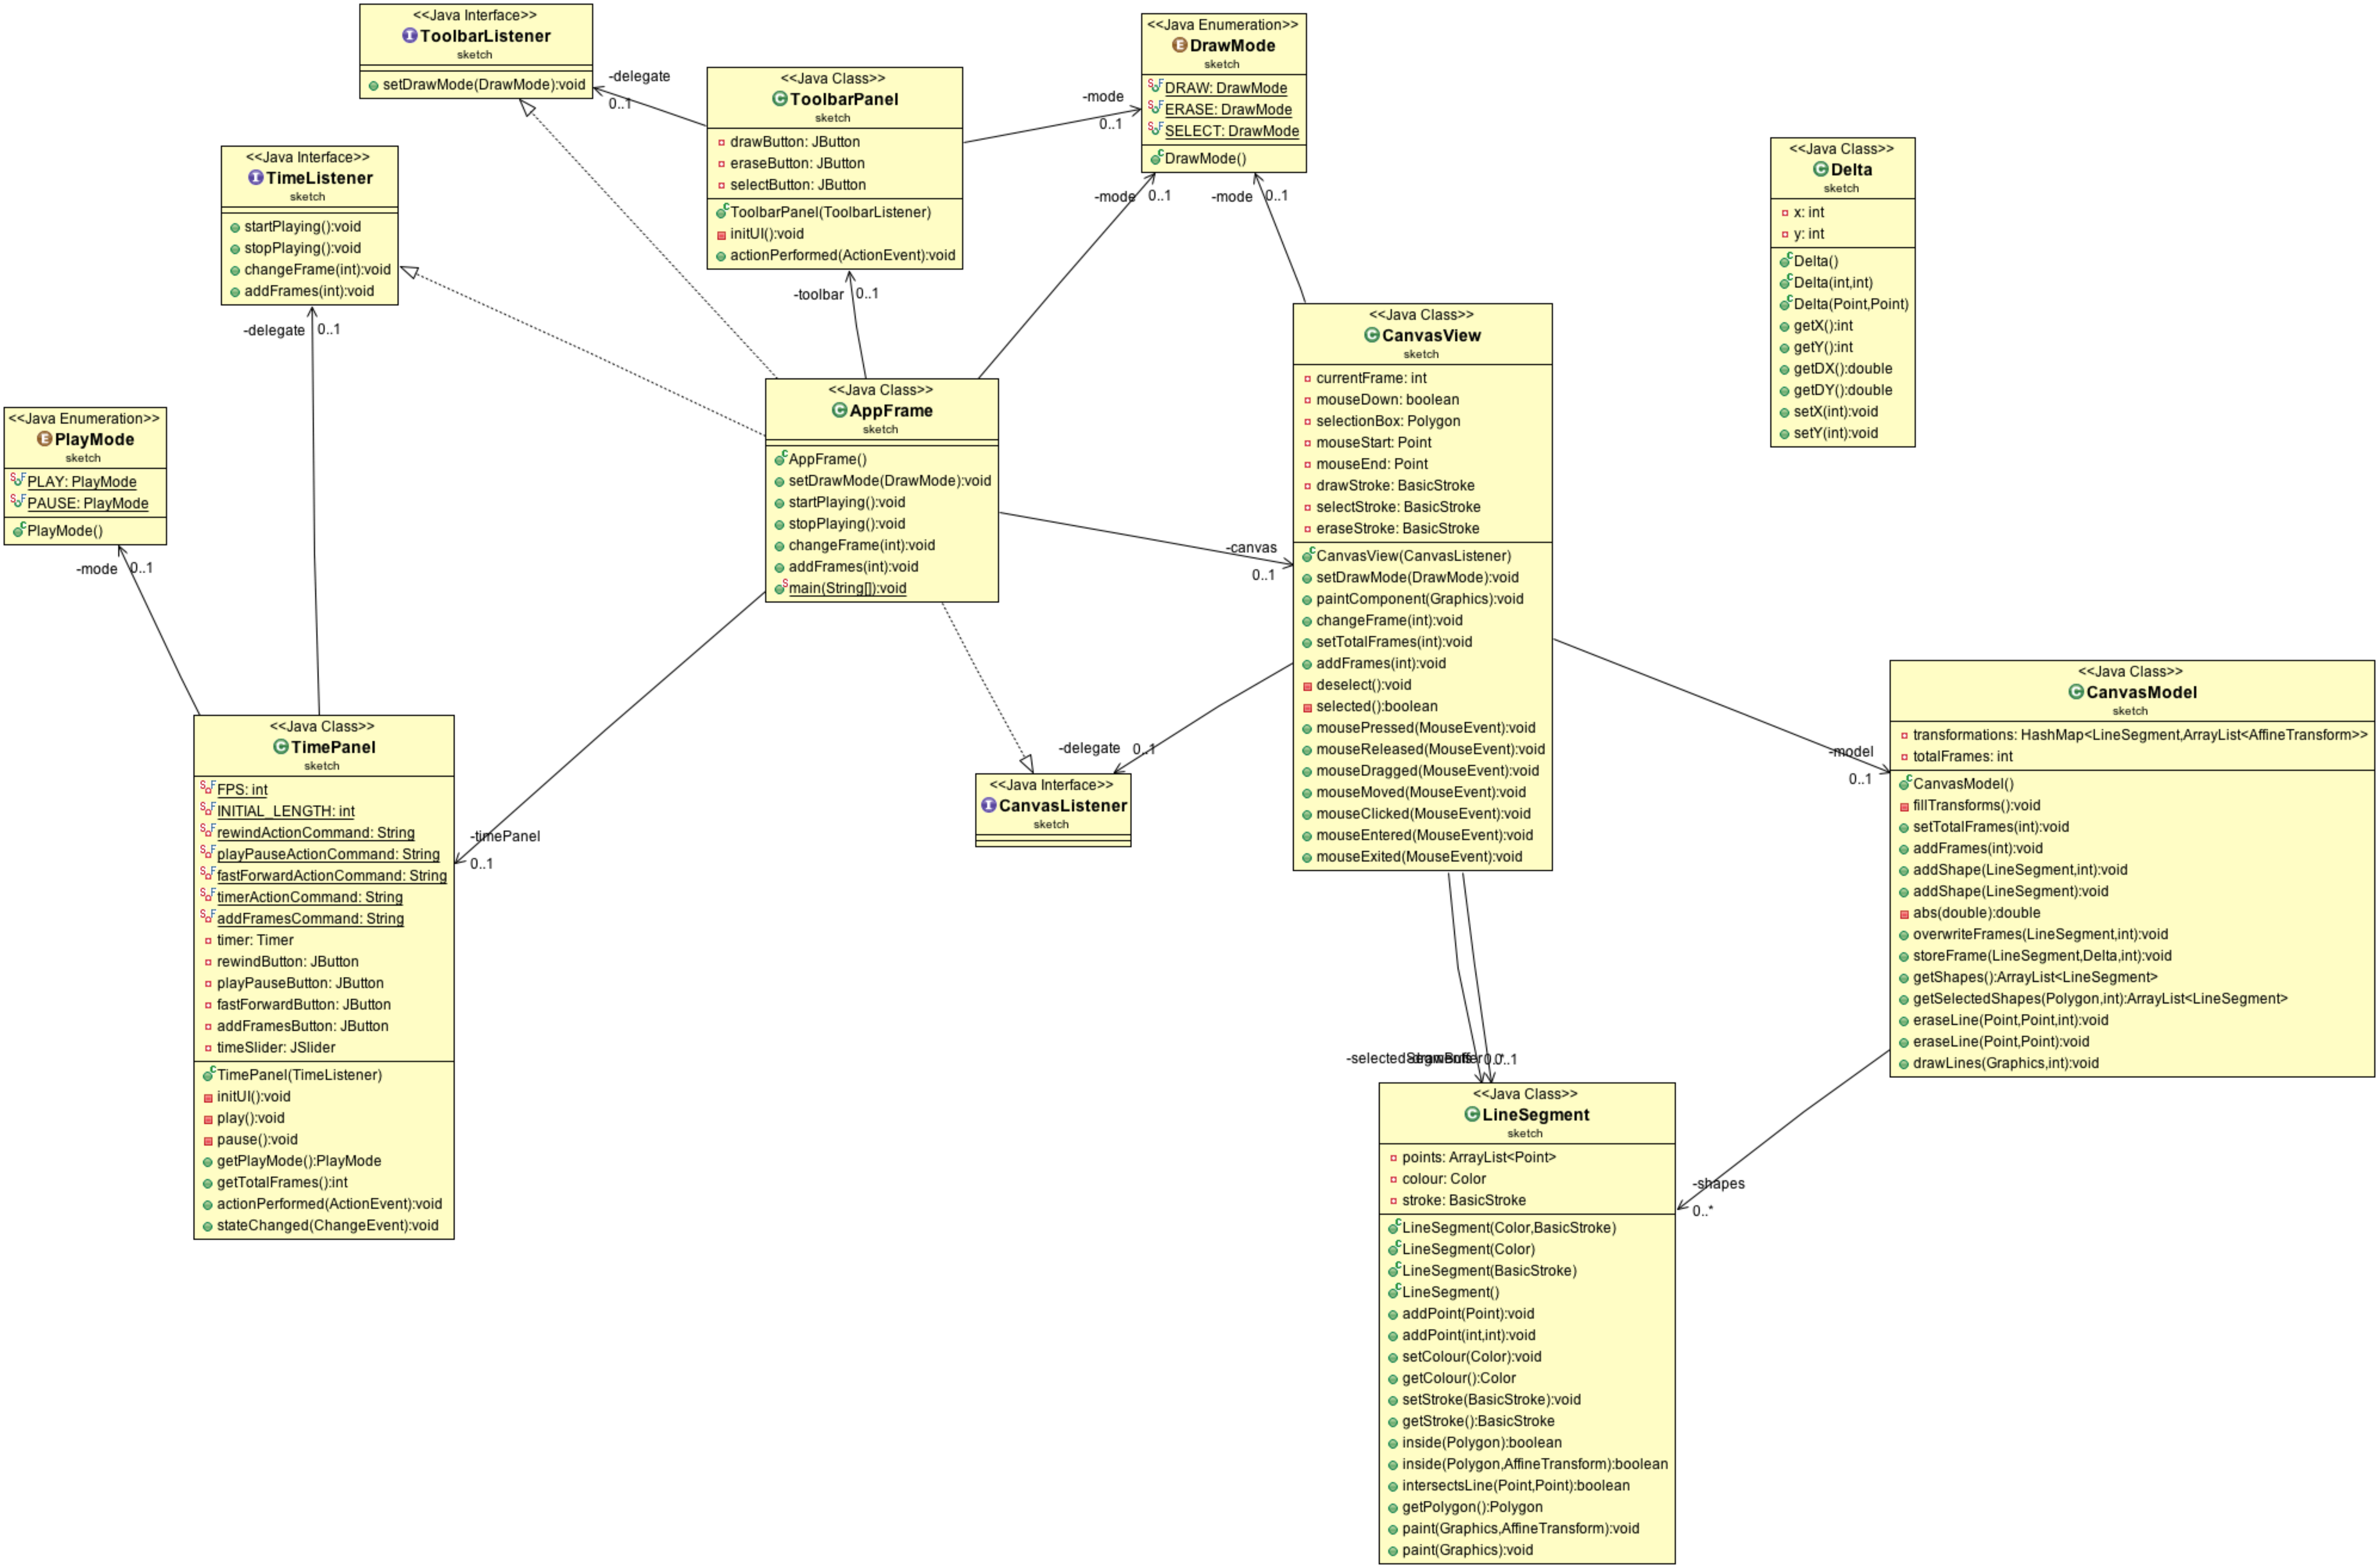 <<Java Interface>>
ToolbarListener
sketch
setDrawMode(DrawMode):void
-delegate
0..1
<<Java Class>>
ToolbarPanel
sketch
drawButton: JButton
eraseButton: JButton
selectButton: JButton
ToolbarPanel(ToolbarListener)
initUI():void
actionPerformed(ActionEvent):void
-mode
0..1
<<Java Enumeration>>
DrawMode
sketch
DRAW: DrawMode
ERASE: DrawMode
SELECT: DrawMode
DrawMode()
-mode 0..1
-mode 0..1
<<Java Class>>
Delta
sketch
x: int
y: int
Delta()
Delta(int,int)
Delta(Point,Point)
getX():int
getY():int
getDX():double
getDY():double
setX(int):void
setY(int):void
<<Java Interface>>
TimeListener
sketch
startPlaying():void
stopPlaying():void
changeFrame(int):void
addFrames(int):void
-delegate 0..1
-toolbar 0..1
<<Java Enumeration>>
PlayMode
sketch
PLAY: PlayMode
PAUSE: PlayMode
PlayMode()
-mode 0..1
<<Java Class>>
AppFrame
sketch
AppFrame()
setDrawMode(DrawMode):void
startPlaying():void
stopPlaying():void
changeFrame(int):void
addFrames(int):void
main(String[]):void
-canvas
0..1
<<Java Class>>
CanvasView
sketch
currentFrame: int
mouseDown: boolean
selectionBox: Polygon
mouseStart: Point
mouseEnd: Point
drawStroke: BasicStroke
selectStroke: BasicStroke
eraseStroke: BasicStroke
CanvasView(CanvasListener)
setDrawMode(DrawMode):void
paintComponent(Graphics):void
changeFrame(int):void
setTotalFrames(int):void
addFrames(int):void
deselect():void
selected():boolean
mousePressed(MouseEvent):void
mouseReleased(MouseEvent):void
mouseDragged(MouseEvent):void
mouseMoved(MouseEvent):void
mouseClicked(MouseEvent):void
mouseEntered(MouseEvent):void
mouseExited(MouseEvent):void
-delegate 0..1
<<Java Interface>>
CanvasListener
sketch
-model
0..1
<<Java Class>>
CanvasModel
sketch
transformations: HashMap<LineSegment,ArrayList<AffineTransform>>
totalFrames: int
CanvasModel()
fillTransforms():void
setTotalFrames(int):void
addFrames(int):void
addShape(LineSegment,int):void
addShape(LineSegment):void
abs(double):double
overwriteFrames(LineSegment,int):void
storeFrame(LineSegment,Delta,int):void
getShapes():ArrayList<LineSegment>
getSelectedShapes(Polygon,int):ArrayList<LineSegment>
eraseLine(Point,Point,int):void
eraseLine(Point,Point):void
drawLines(Graphics,int):void
-timePanel
0..1
<<Java Class>>
TimePanel
sketch
FPS: int
INITIAL_LENGTH: int
rewindActionCommand: String
playPauseActionCommand: String
fastForwardActionCommand: String
timerActionCommand: String
addFramesCommand: String
timer: Timer
rewindButton: JButton
playPauseButton: JButton
fastForwardButton: JButton
addFramesButton: JButton
timeSlider: JSlider
TimePanel(TimeListener)
initUI():void
play():void
pause():void
getPlayMode():PlayMode
getTotalFrames():int
actionPerformed(ActionEvent):void
stateChanged(ChangeEvent):void
-shapes
0..*
<<Java Class>>
LineSegment
sketch
points: ArrayList<Point>
colour: Color
stroke: BasicStroke
LineSegment(Color,BasicStroke)
LineSegment(Color)
LineSegment(BasicStroke)
LineSegment()
addPoint(Point):void
addPoint(int,int):void
setColour(Color):void
getColour():Color
setStroke(BasicStroke):void
getStroke():BasicStroke
inside(Polygon):boolean
inside(Polygon,AffineTransform):boolean
intersectsLine(Point,Point):boolean
getPolygon():Polygon
paint(Graphics,AffineTransform):void
paint(Graphics):void